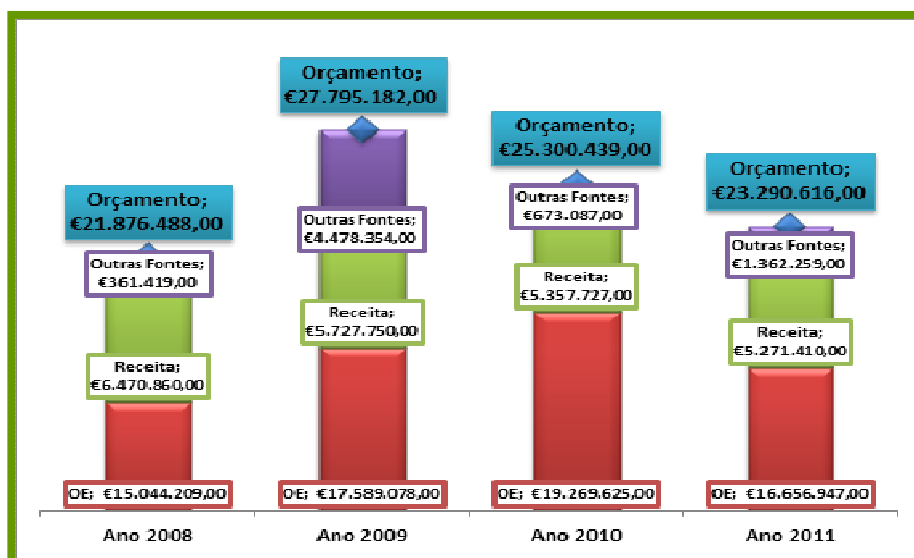 Orçamento;
€21.876.488,00
Outras Fontes;
€361.419,00
Receita;
€6.470.860,00
OE; €15.044.209,00
Ano 2008
Orçamento;
€27.795.182,00
Outras Fontes;
€4.478.354,00
Receita;
€5.727.750,00
OE; €17.589.078,00
Ano 2009
Orçamento;
€25.300.439,00
Outras Fontes;
€673.087,00
Receita;
€5.357.727,00
OE; €19.269.625,00
Ano 2010
Orçamento;
€23.290.616,00
Outras Fontes;
€1.362.259,00
Receita;
€5.271.410,00
OE; €16.656.947,00
Ano 2011